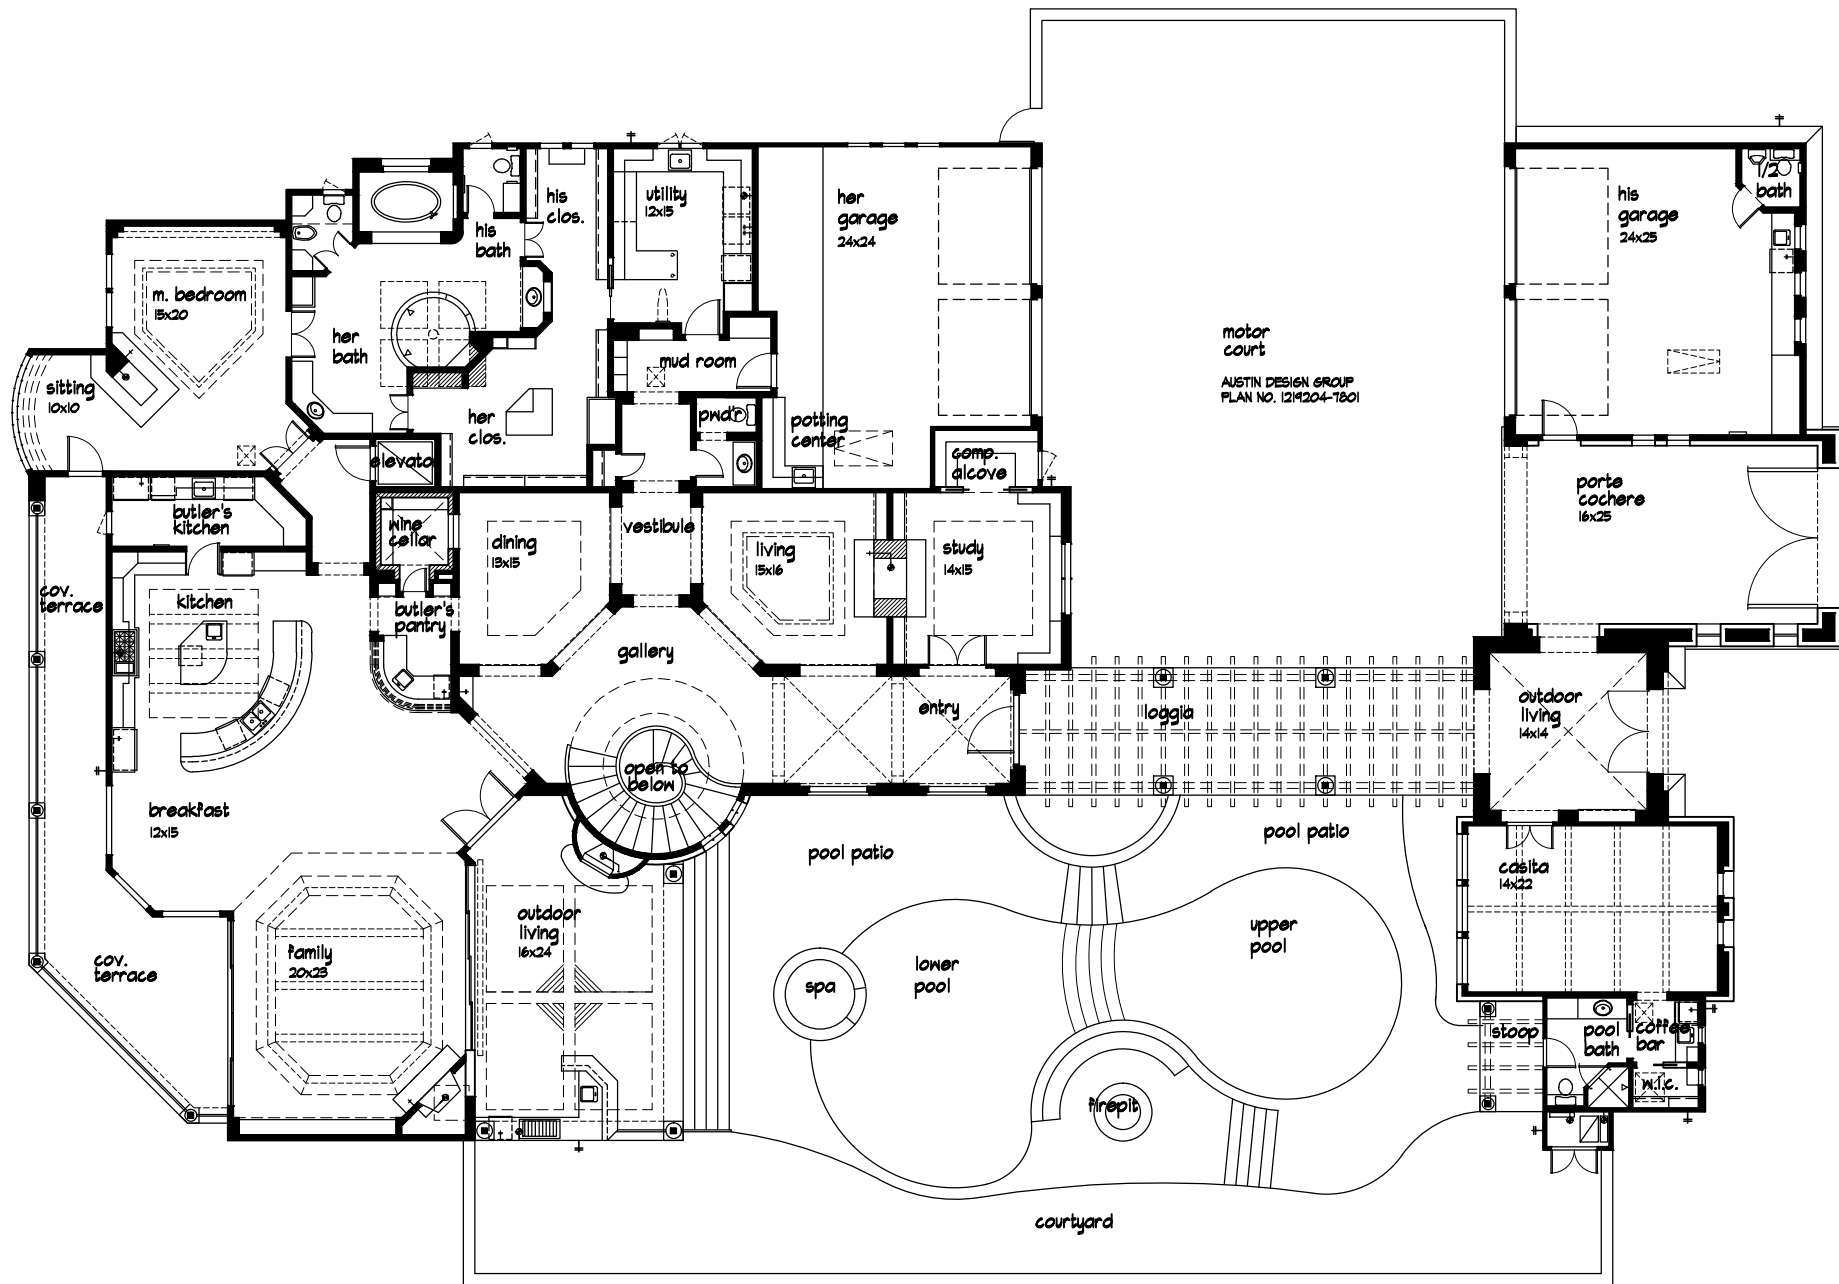 his
clos.
utility
12x15
her
garage
24x24
his
garage
24x25
1/2
bath
his
bath
m. bedroom
15x20
her
bath
mud room
motor
court
AUSTIN DESIGN GROUP
PLAN NO. 1219204-7801
sitting
10x10
her
clos.
pwd'r
potting
center
elevator
comp.
alcove
butler's
kitchen
wine
cellar
dining
13x15
vestibule
living
15x16
study
14x15
porte
cochere
16x25
cov.
terrace
kitchen
butler's
pantry
gallery
entry
loggia
outdoor
living
14x14
open to
below
breakfast
12x15
pool patio
pool patio
casita
14x22
outdoor
living
16x24
family
20x23
cov.
terrace
spa
lower
pool
upper
pool
stoop
pool
bath
coffee
bar
w.i.c.
firepit
courtyard